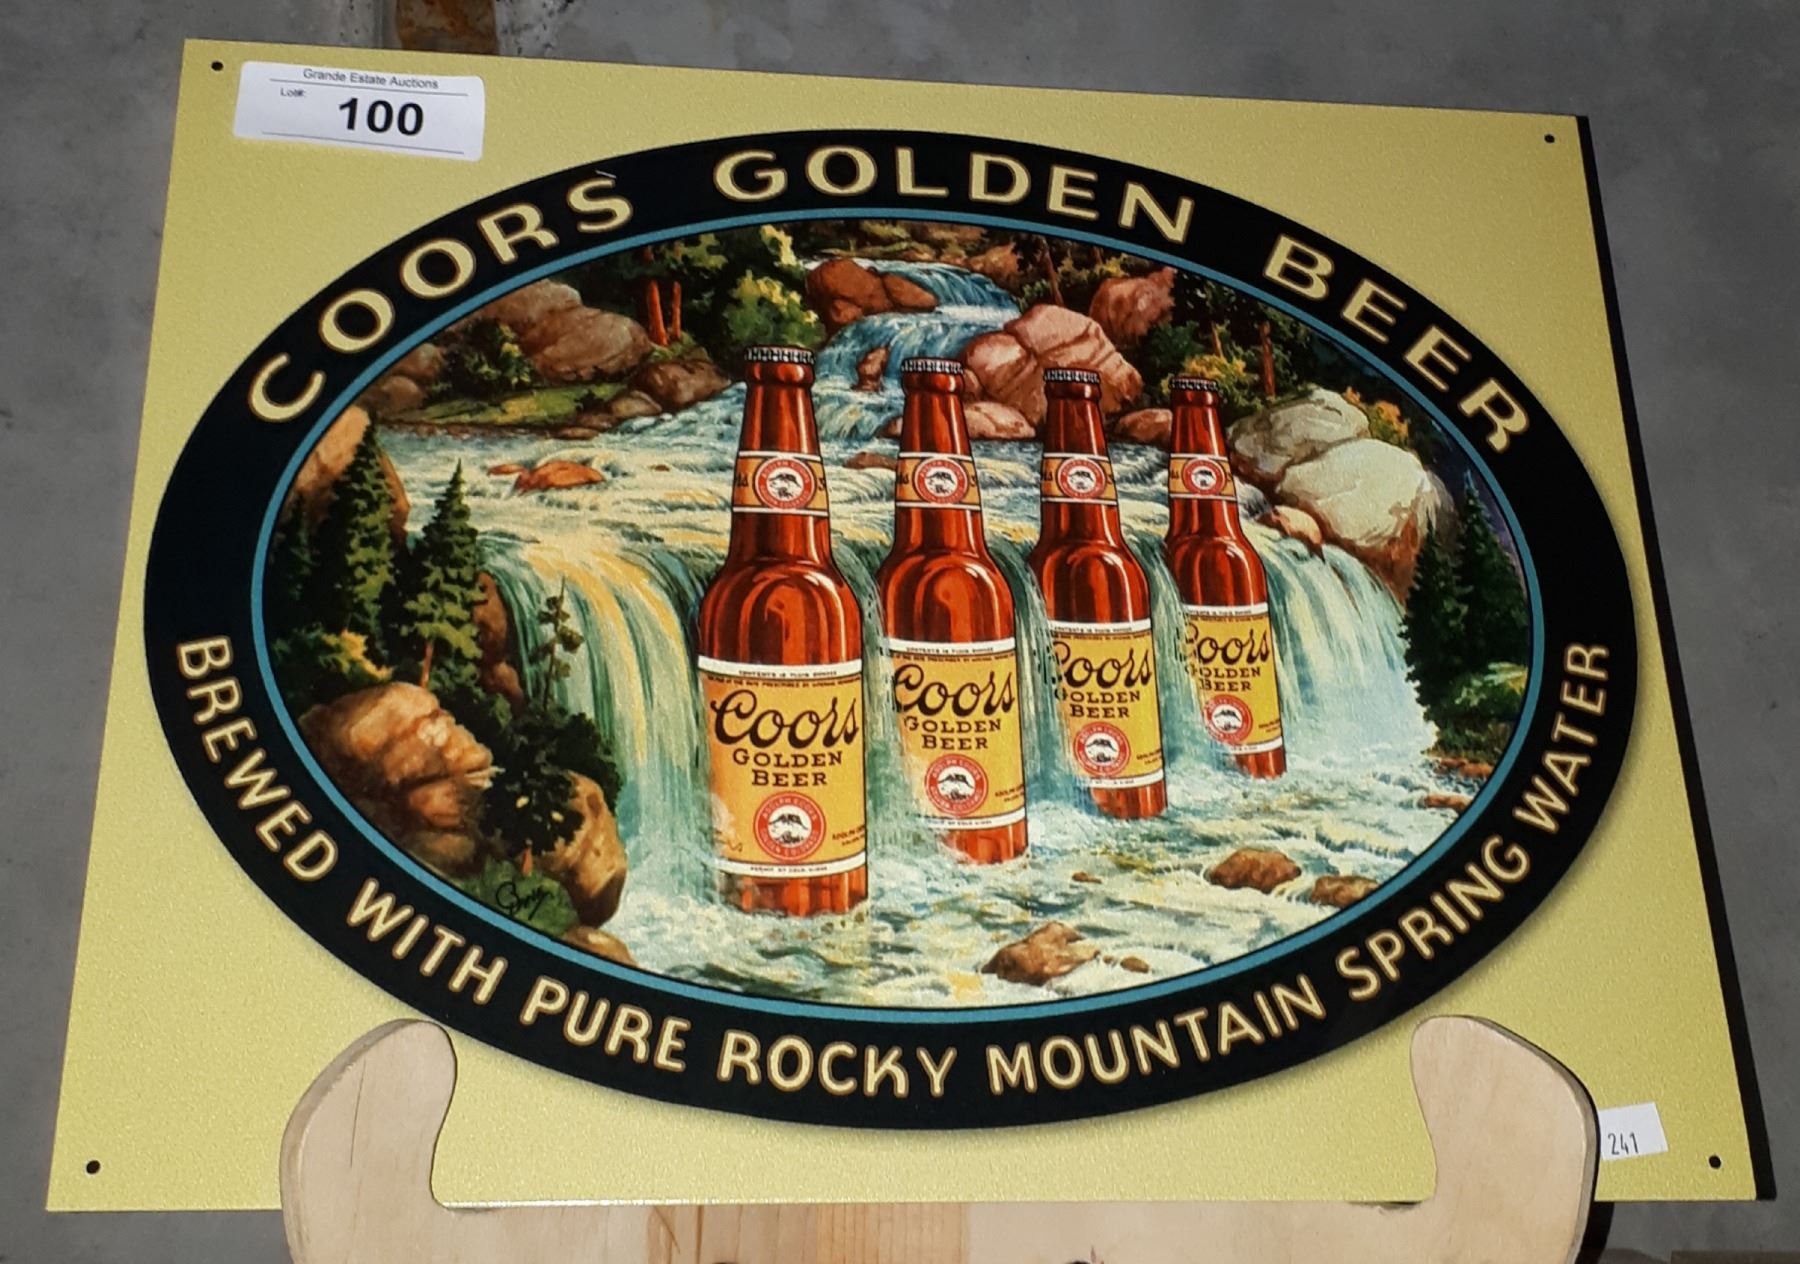 Grande Estate Auctions
Lot#:
100
COORS GOLDEN BEER
Coors
GOLDEN
BEER
Coors
GOLDEN
BEER
Coors
GOLDEN
BEER
Coors
GOLDEN
BEER
BREWED WITH PURE ROCKY MOUNTAIN SPRING WATER
241